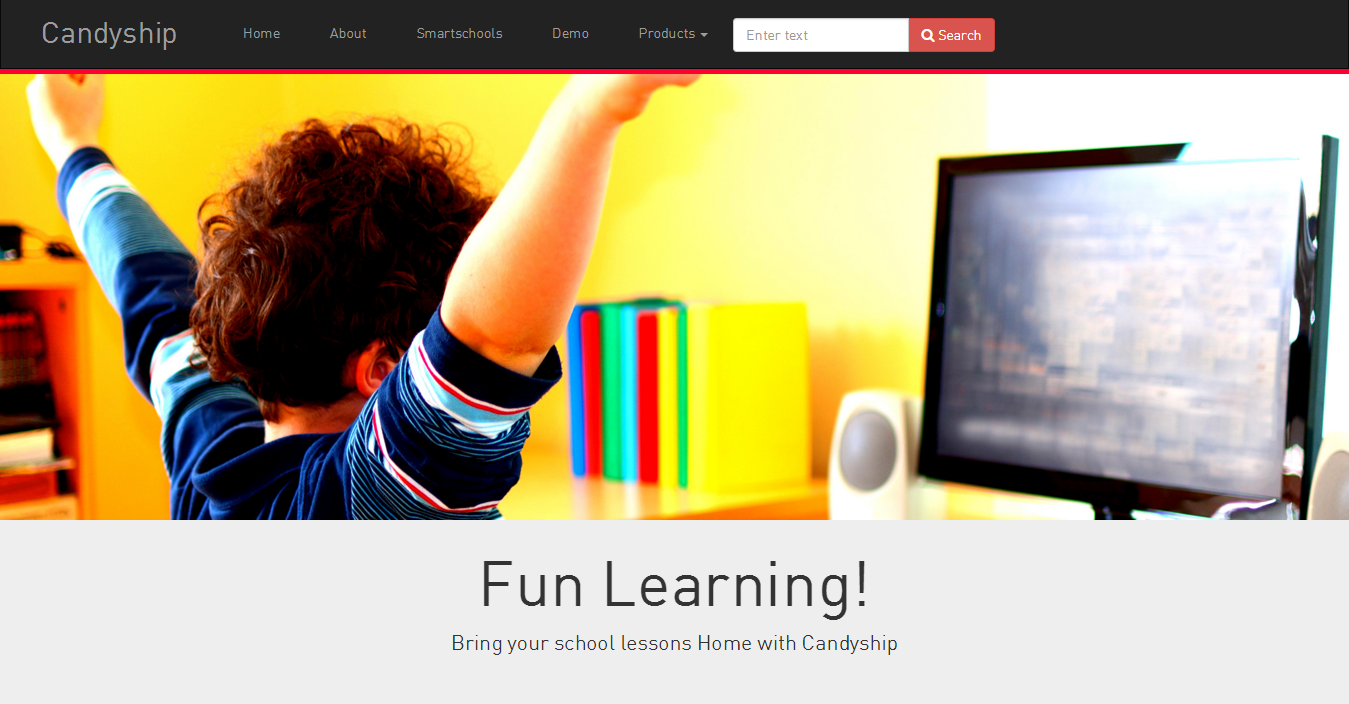 Candyship Home About Smartschools Demo Products Enter text Search
Fun Learning!
Bring your school lessons Home with Candyship